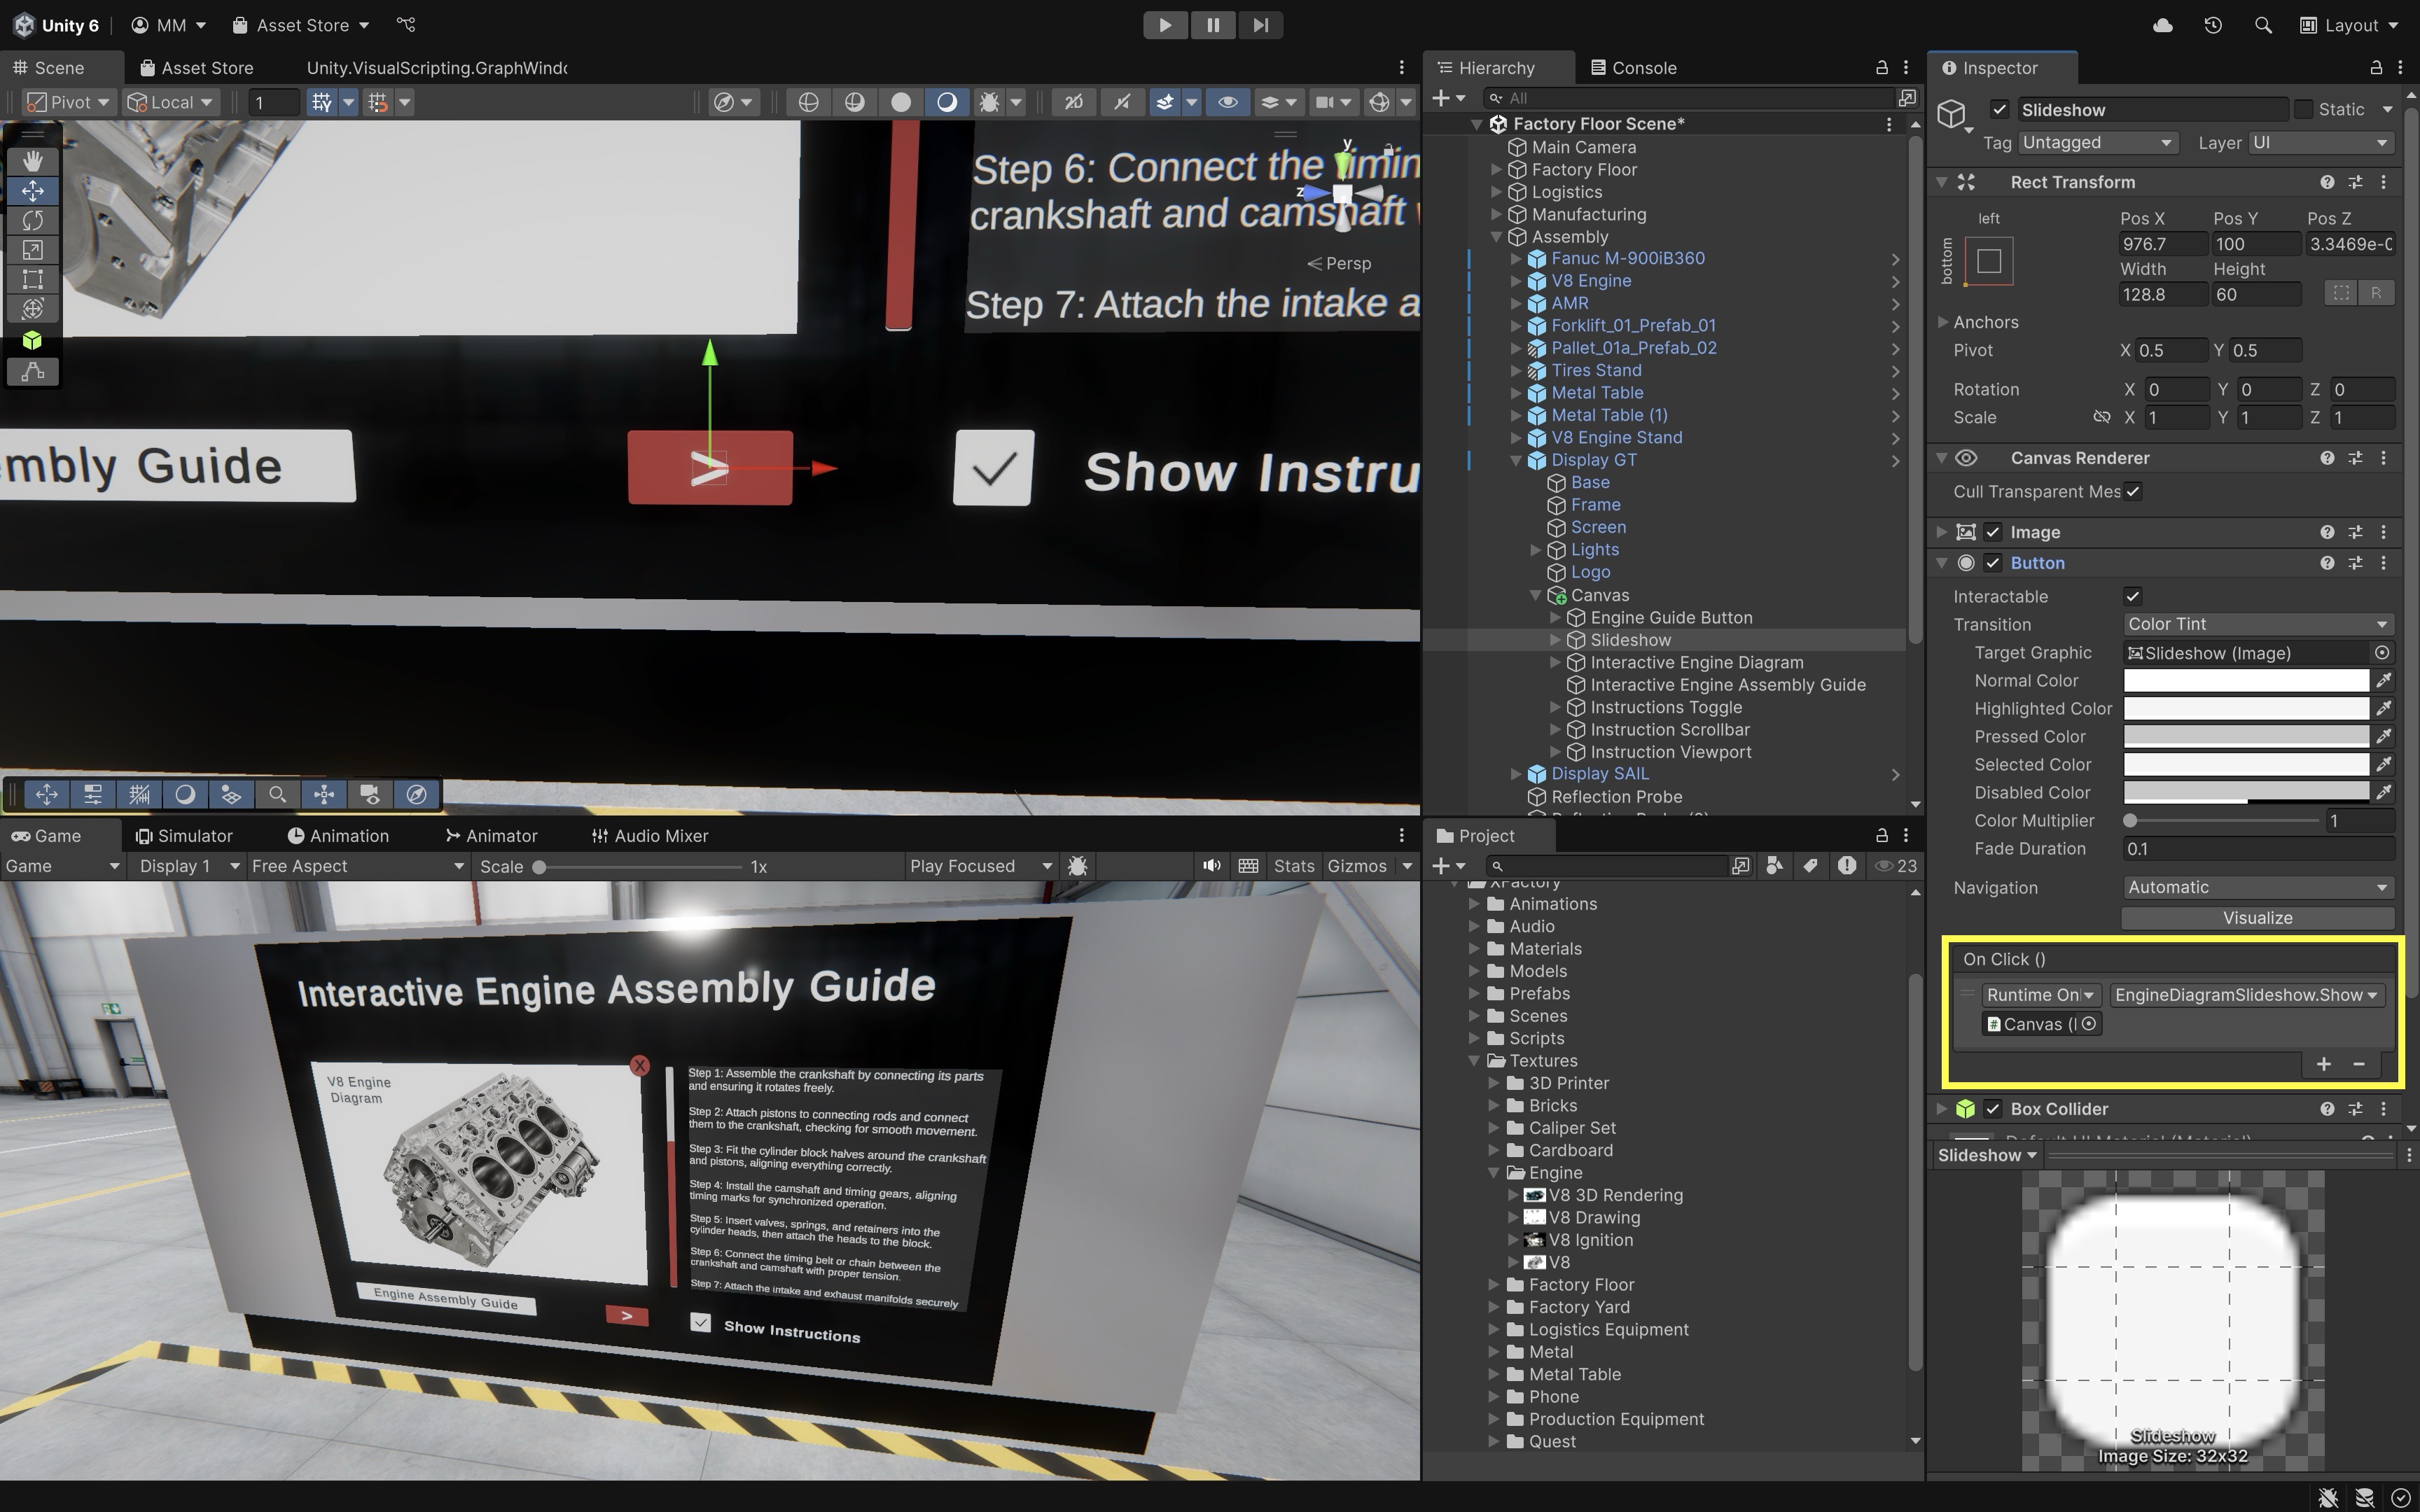 Unity 6
MM
Asset Store
Layout
Scene
Asset Store
Unity.VisualScripting.GraphWindo
Pivot
Local
1
2D
y
z
Persp
Step 6: Connect the timin
crankshaft and camshaft
Step 7: Attach the intake a
embly Guide
>
Show Instru
Game
Simulator
Animation
Animator
Audio Mixer
Game
Display 1
Free Aspect
Scale
1x
Play Focused
Stats
Gizmos
Interactive Engine Assembly Guide
V8 Engine
Diagram
X
Step 1: Assemble the crankshaft by connecting its parts
and ensuring it rotates freely.
Step 2: Attach pistons to connecting rods and connect
them to the crankshaft, checking for smooth movement.
Step 3: Fit the cylinder block halves around the crankshaft
and pistons, aligning everything correctly.
Step 4: Install the camshaft and timing gears, aligning
timing marks for synchronized operation.
Step 5: Insert valves, springs, and retainers into the
cylinder heads, then attach the heads to the block.
Step 6: Connect the timing belt or chain between the
crankshaft and camshaft with proper tension.
Step 7: Attach the intake and exhaust manifolds securely
Engine Assembly Guide
>
Show Instructions
Hierarchy
Console
All
Factory Floor Scene*
Main Camera
Factory Floor
Logistics
Manufacturing
Assembly
Fanuc M-900iB360
V8 Engine
AMR
Forklift_01_Prefab_01
Pallet_01a_Prefab_02
Tires Stand
Metal Table
Metal Table (1)
V8 Engine Stand
Display GT
Base
Frame
Screen
Lights
Logo
Canvas
Engine Guide Button
Slideshow
Interactive Engine Diagram
Interactive Engine Assembly Guide
Instructions Toggle
Instruction Scrollbar
Instruction Viewport
Display SAIL
Reflection Probe
Project
23
XFactory
Animations
Audio
Materials
Models
Prefabs
Scenes
Scripts
Textures
3D Printer
Bricks
Caliper Set
Cardboard
Engine
V8 3D Rendering
V8 Drawing
V8 Ignition
V8
Factory Floor
Factory Yard
Logistics Equipment
Metal
Metal Table
Phone
Production Equipment
Quest
Inspector
Slideshow
Static
Tag
Untagged
Layer
UI
Rect Transform
left
bottom
Pos X
Pos Y
Pos Z
976.7
100
3.3469e-0
Width
Height
128.8
60
R
Anchors
Pivot
X 0.5
Y 0.5
Rotation
X 0
Y 0
Z 0
Scale
X 1
Y 1
Z 1
Canvas Renderer
Cull Transparent Mes
Image
Button
Interactable
Transition
Color Tint
Target Graphic
Slideshow (Image)
Normal Color
Highlighted Color
Pressed Color
Selected Color
Disabled Color
Color Multiplier
1
Fade Duration
0.1
Navigation
Automatic
Visualize
On Click ()
Runtime On
EngineDiagramSlideshow.Show
Canvas (
Box Collider
Default UI Material (Material)
Slideshow
Slideshow
Image Size: 32x32